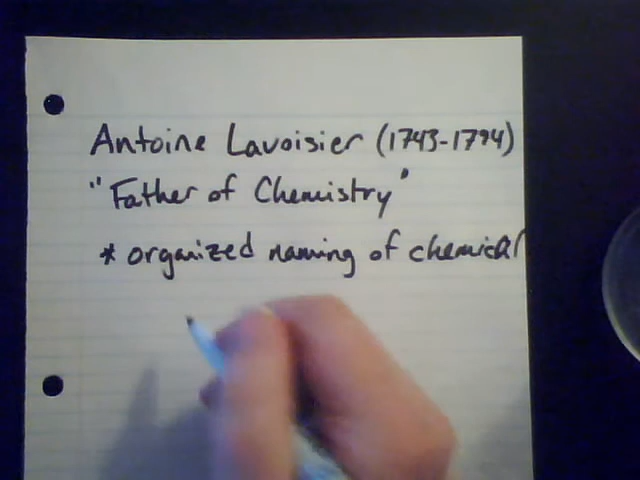 Antoine Lavoisier (1743-1794)
"Father of Chemistry"
* organized naming of chemical